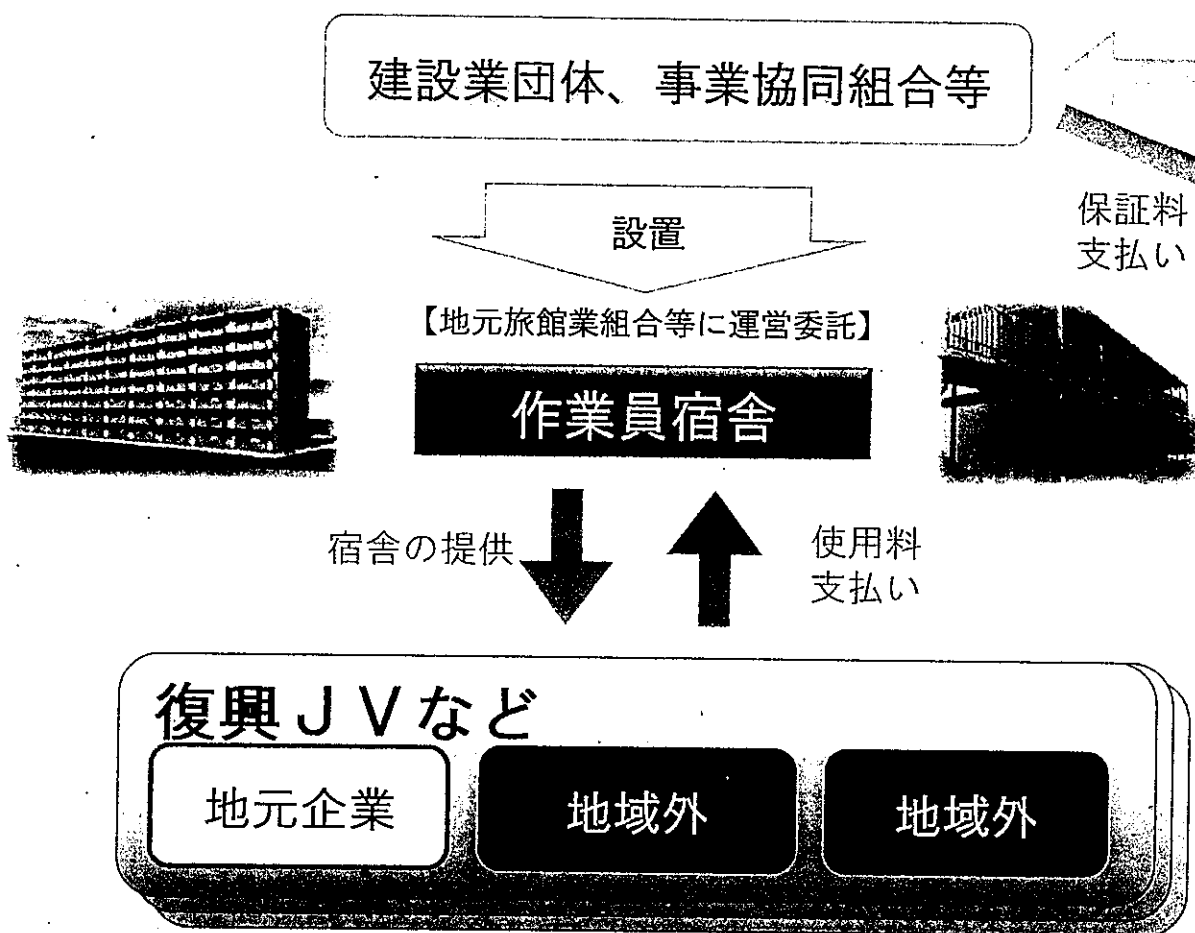 建設業団体、事業協同組合等
保証料
支払い
設置
【地元旅館業組合等に運営委託】
作業員宿舎
宿舎の提供
使用料
支払い
復興ＪＶなど
地元企業
地域外
地域外